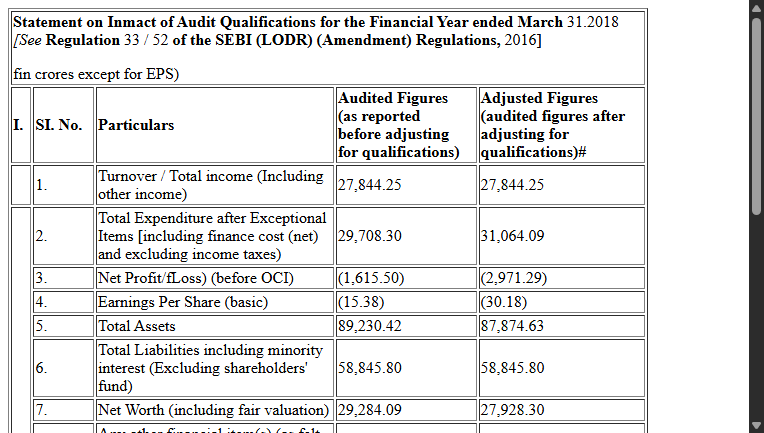 Statement on Inmact of Audit Qualifications for the Financial Year ended March 31.2018
[See Regulation 33 / 52 of the SEBI (LODR) (Amendment) Regulations, 2016]
fin crores except for EPS)
I. SI. No. Particulars Audited Figures (as reported before adjusting for qualifications) Adjusted Figures (audited figures after adjusting for qualifications)#
1. Turnover / Total income (Including other income) 27,844.25 27,844.25
2. Total Expenditure after Exceptional Items [including finance cost (net) and excluding income taxes) 29,708.30 31,064.09
3. Net Profit/fLoss) (before OCI) (1,615.50) (2,971.29)
4. Earnings Per Share (basic) (15.38) (30.18)
5. Total Assets 89,230.42 87,874.63
6. Total Liabilities including minority interest (Excluding shareholders' fund) 58,845.80 58,845.80
7. Net Worth (including fair valuation) 29,284.09 27,928.30